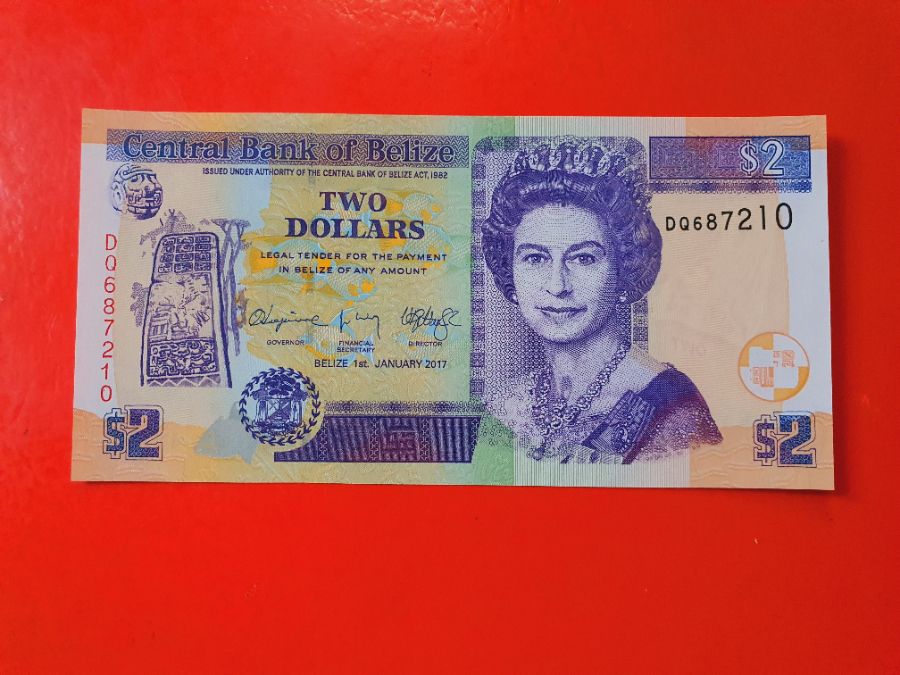 Central Bank of Belize
ISSUED UNDER AUTHORITY OF THE CENTRAL BANK OF BELIZE ACT, 1982
$2
TWO
DOLLARS
LEGAL TENDER FOR THE PAYMENT
IN BELIZE OF ANY AMOUNT
DQ687210
DQ687210
GOVERNOR
FINANCIAL
SECRETARY
DIRECTOR
BELIZE 1st. JANUARY 2017
$2
$2